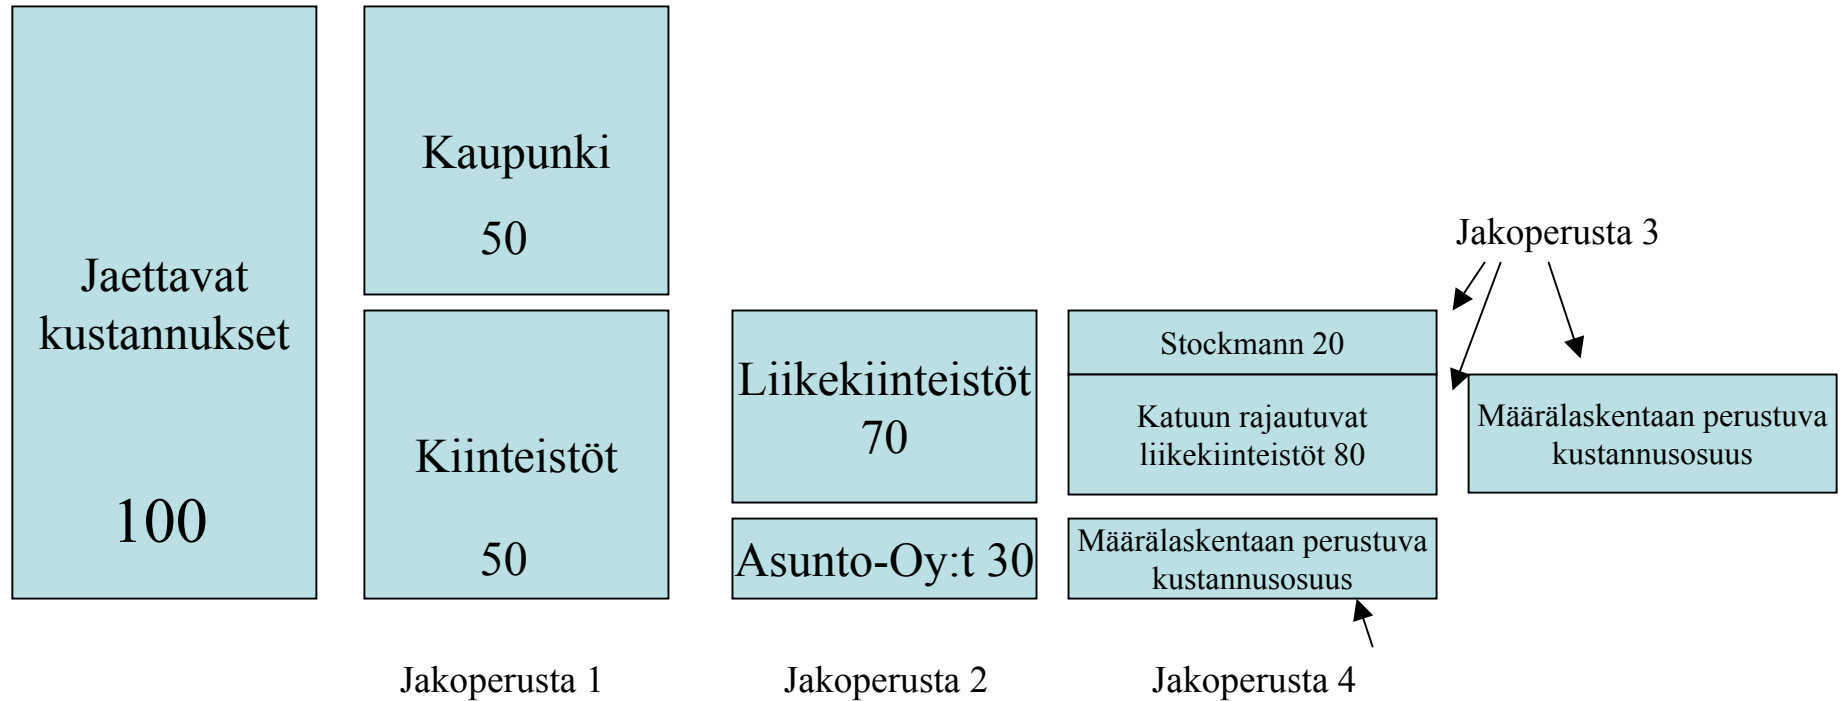 Jaettavat
kustannukset
100
Kaupunki
50
Kiinteistöt
50
Liikekiinteistöt
70
Asunto-Oy:t 30
Jakoperusta 3
Stockmann 20
Katuun rajautuvat
liikekiinteistöt 80
Määrälaskentaan perustuva
kustannusosuus
Määrälaskentaan perustuva
kustannusosuus
Jakoperusta 1
Jakoperusta 2
Jakoperusta 4